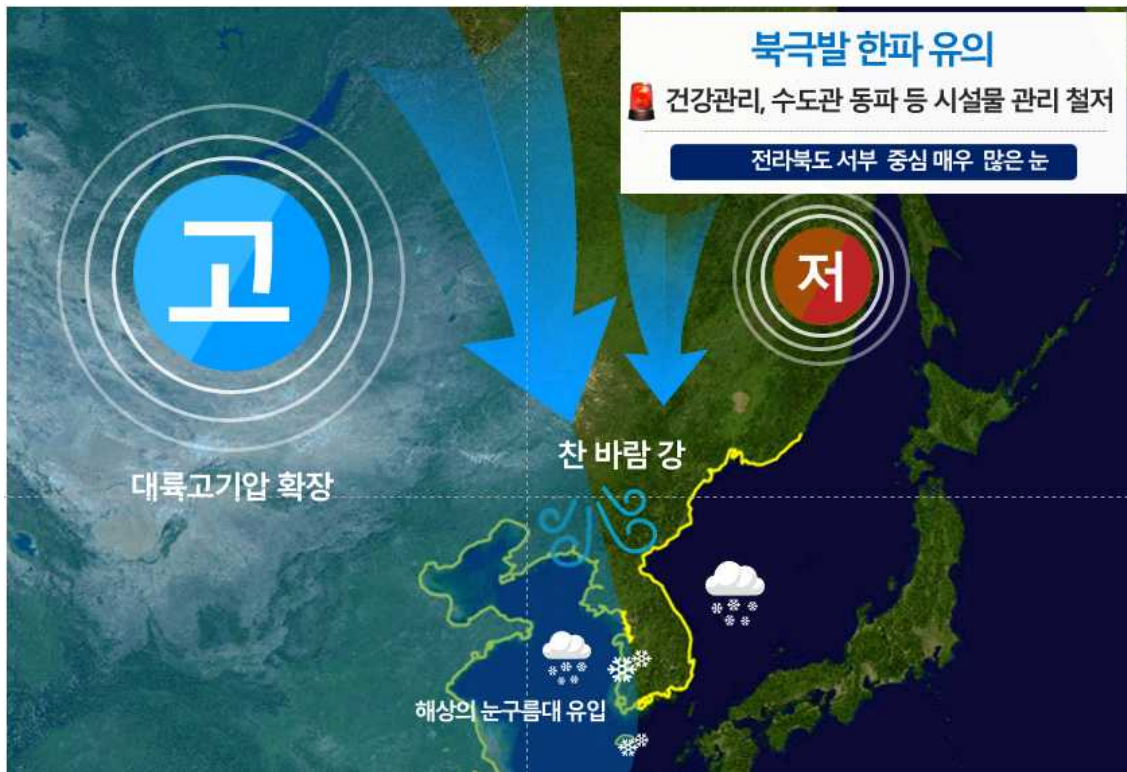 북극발 한파 유의
건강관리, 수도관 동파 등 시설물 관리 철저
전라북도 서부 중심 매우 많은 눈
고
저
찬 바람 강
대륙고기압 확장
해상의 눈구름대 유입